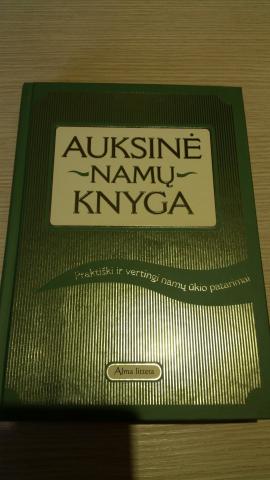 AUKSINĖ
~NAMŲ~
KNYGA
Praktiški ir vertingi namų ūkio patarimai
Alma littera